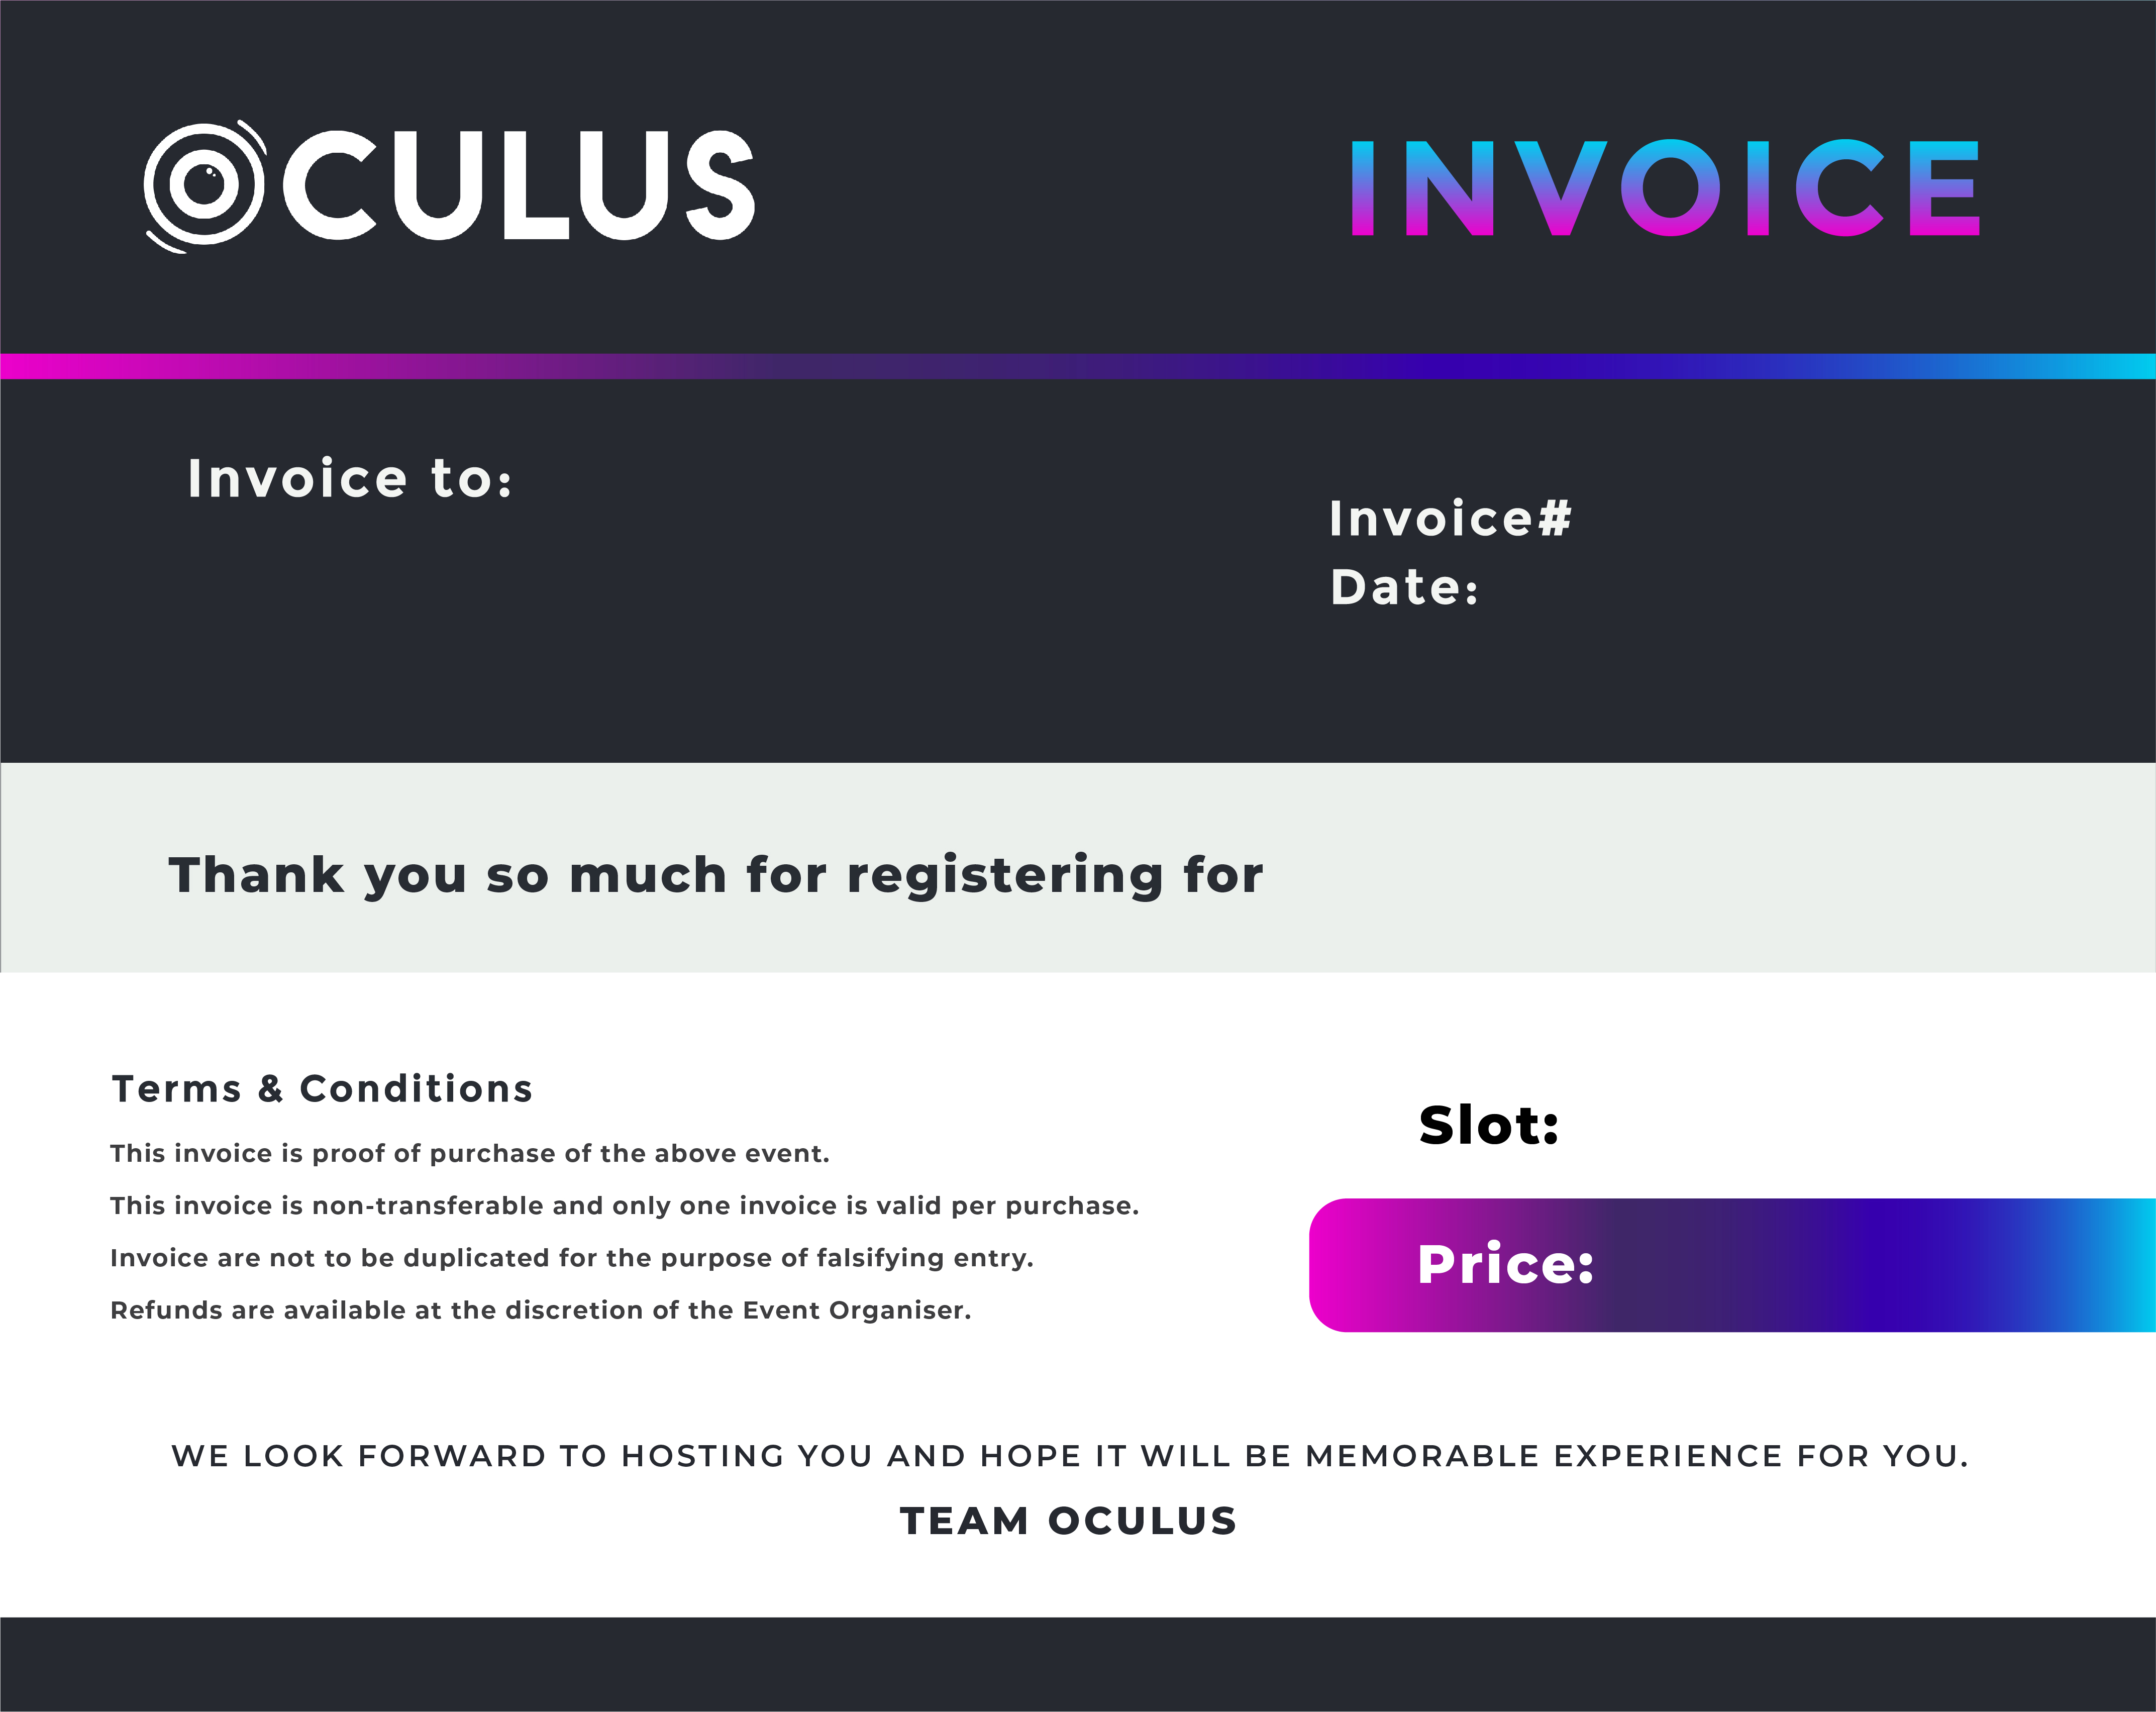 OCULUS
INVOICE
Invoice to:
Invoice#
Date:
Thank you so much for registering for
Terms & Conditions
This invoice is proof of purchase of the above event.
This invoice is non-transferable and only one invoice is valid per purchase.
Invoice are not to be duplicated for the purpose of falsifying entry.
Refunds are available at the discretion of the Event Organiser.
Slot:
Price:
WE LOOK FORWARD TO HOSTING YOU AND HOPE IT WILL BE MEMORABLE EXPERIENCE FOR YOU.
TEAM OCULUS